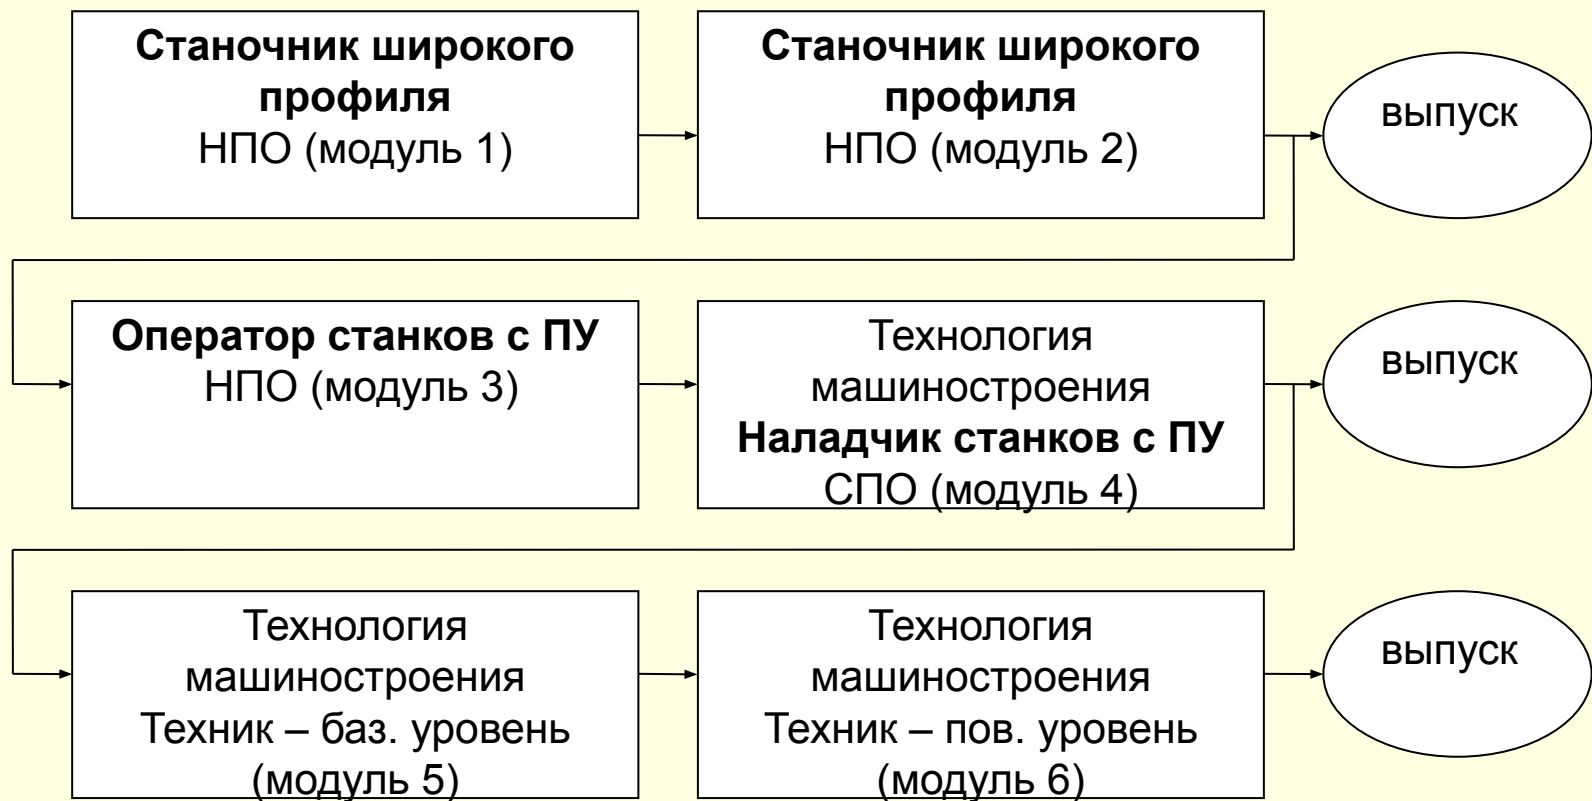 Станочник широкого
профиля
НПО (модуль 1)
Станочник широкого
профиля
НПО (модуль 2)
выпуск
Оператор станков с ПУ
НПО (модуль 3)
Технология
машиностроения
Наладчик станков с ПУ
СПО (модуль 4)
выпуск
Технология
машиностроения
Техник – баз. уровень
(модуль 5)
Технология
машиностроения
Техник – пов. уровень
(модуль 6)
выпуск